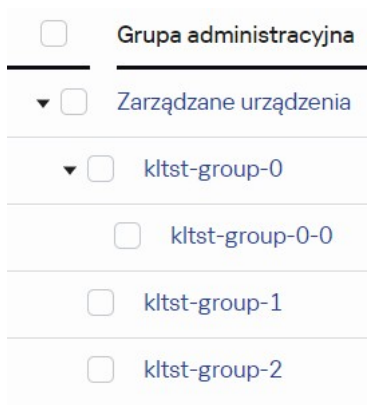 Grupa administracyjna
Zarządzane urządzenia
kltst-group-0
kltst-group-0-0
kltst-group-1
kltst-group-2